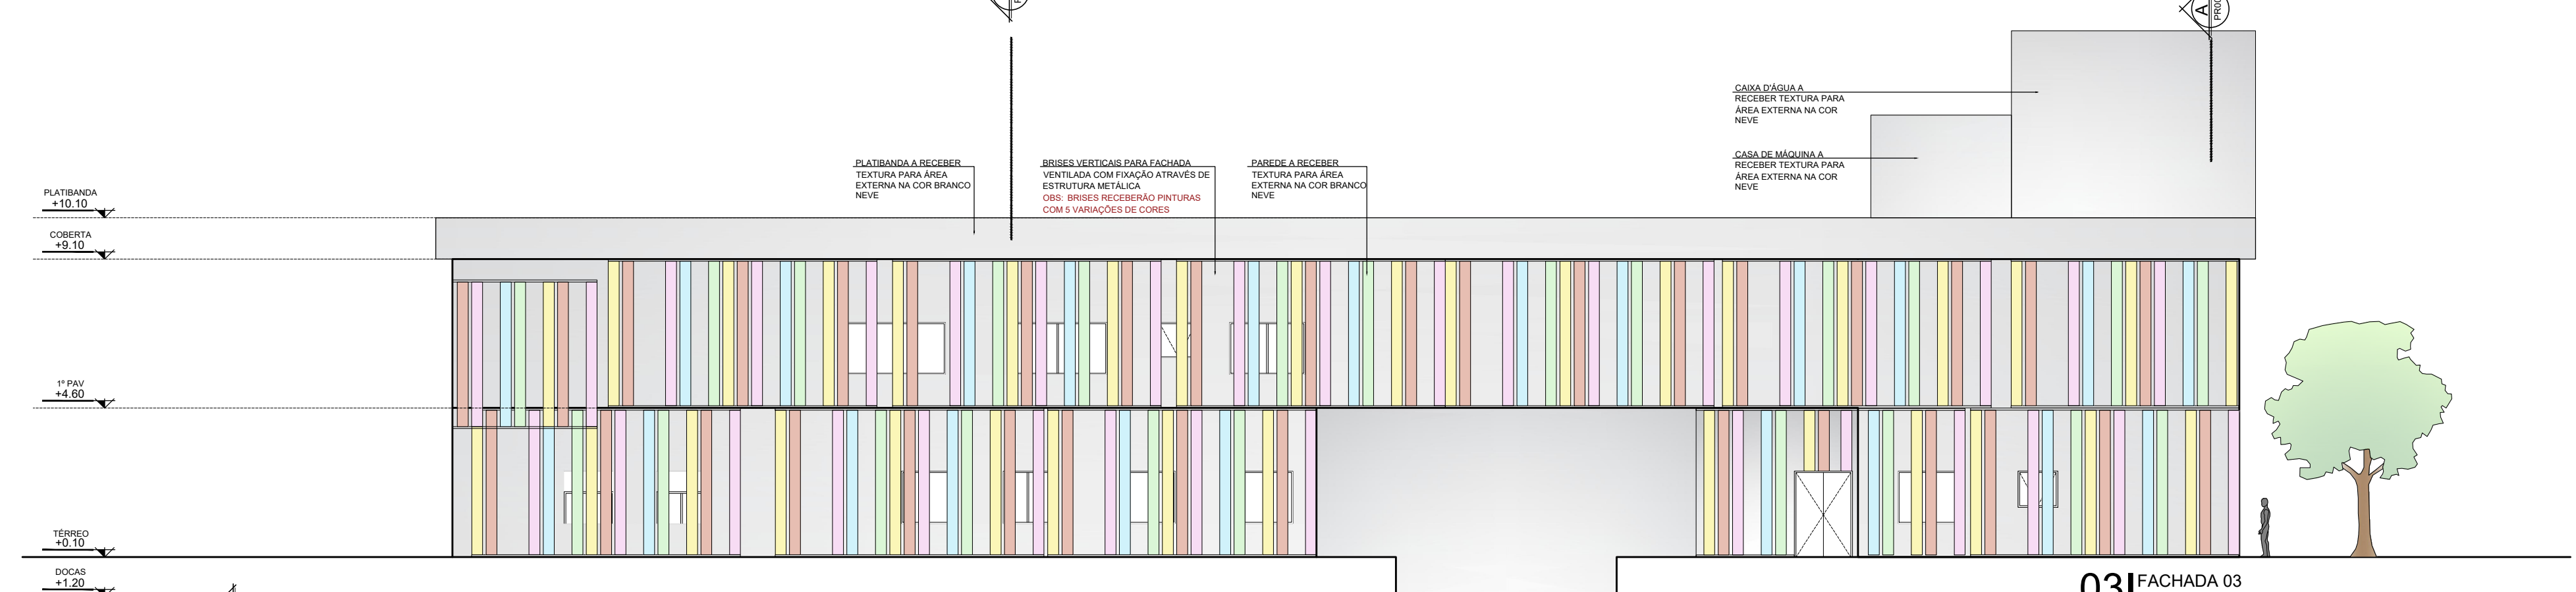 A
PR00
CAIXA D'ÁGUA A
RECEBER TEXTURA PARA
ÁREA EXTERNA NA COR
NEVE
PLATIBANDA A RECEBER
TEXTURA PARA ÁREA
EXTERNA NA COR BRANCO
NEVE
BRISES VERTICAIS PARA FACHADA
VENTILADA COM FIXAÇÃO ATRAVÉS DE
ESTRUTURA METÁLICA
OBS: BRISES RECEBERÃO PINTURAS
COM 5 VARIAÇÕES DE CORES
PAREDE A RECEBER
TEXTURA PARA ÁREA
EXTERNA NA COR BRANCO
NEVE
CASA DE MÁQUINA A
RECEBER TEXTURA PARA
ÁREA EXTERNA NA COR
NEVE
PLATIBANDA
+10.10
COBERTA
+9.10
1º PAV
+4.60
TÉRREO
+0.10
DOCAS
+1.20
03
FACHADA 03